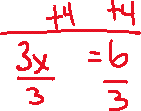 +4 +4
3x = 6
3 3